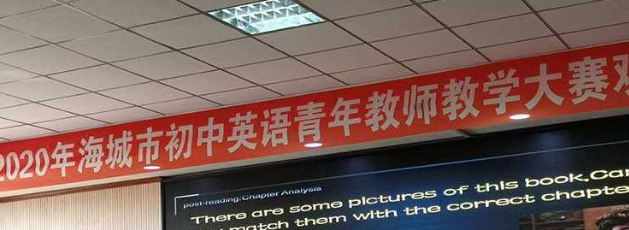 2020年海城市初中英语青年教师教学大赛
post-reading:Chapter Analysis
There are some pictures of this book.Can
match them with the correct chapte